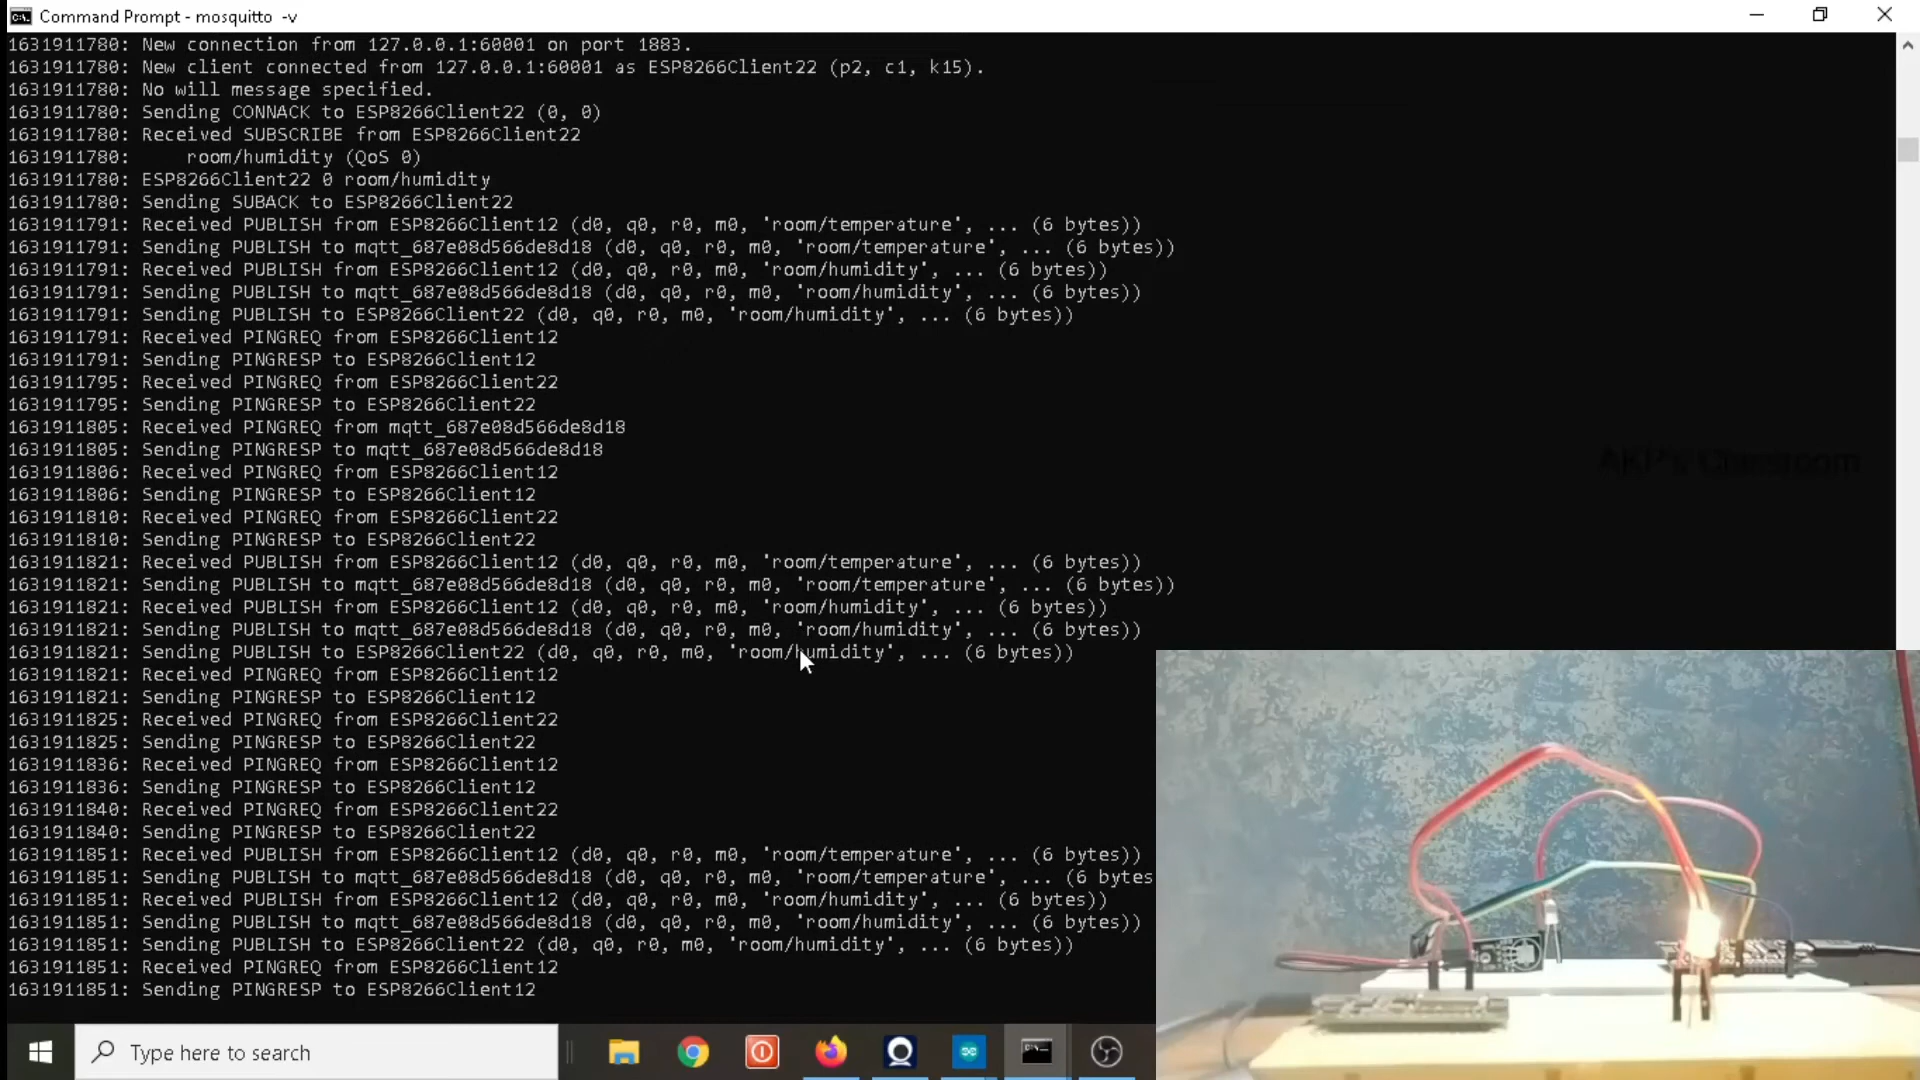 Command Prompt - mosquitto -v
1631911780: New connection from 127.0.0.1:60001 on port 1883.
1631911780: New client connected from 127.0.0.1:60001 as ESP8266Client22 (p2, c1, k15).
1631911780: No will message specified.
1631911780: Sending CONNACK to ESP8266Client22 (0, 0)
1631911780: Received SUBSCRIBE from ESP8266Client22
1631911780:     room/humidity (QoS 0)
1631911780: ESP8266Client22 0 room/humidity
1631911780: Sending SUBACK to ESP8266Client22
1631911791: Received PUBLISH from ESP8266Client12 (d0, q0, r0, m0, 'room/temperature', ... (6 bytes))
1631911791: Sending PUBLISH to mqtt_687e08d566de8d18 (d0, q0, r0, m0, 'room/temperature', ... (6 bytes))
1631911791: Received PUBLISH from ESP8266Client12 (d0, q0, r0, m0, 'room/humidity', ... (6 bytes))
1631911791: Sending PUBLISH to mqtt_687e08d566de8d18 (d0, q0, r0, m0, 'room/humidity', ... (6 bytes))
1631911791: Sending PUBLISH to ESP8266Client22 (d0, q0, r0, m0, 'room/humidity', ... (6 bytes))
1631911791: Received PINGREQ from ESP8266Client12
1631911791: Sending PINGRESP to ESP8266Client12
1631911795: Received PINGREQ from ESP8266Client22
1631911795: Sending PINGRESP to ESP8266Client22
1631911805: Received PINGREQ from mqtt_687e08d566de8d18
1631911805: Sending PINGRESP to mqtt_687e08d566de8d18
1631911806: Received PINGREQ from ESP8266Client12
1631911806: Sending PINGRESP to ESP8266Client12
1631911810: Received PINGREQ from ESP8266Client22
1631911810: Sending PINGRESP to ESP8266Client22
1631911821: Received PUBLISH from ESP8266Client12 (d0, q0, r0, m0, 'room/temperature', ... (6 bytes))
1631911821: Sending PUBLISH to mqtt_687e08d566de8d18 (d0, q0, r0, m0, 'room/temperature', ... (6 bytes))
1631911821: Received PUBLISH from ESP8266Client12 (d0, q0, r0, m0, 'room/humidity', ... (6 bytes))
1631911821: Sending PUBLISH to mqtt_687e08d566de8d18 (d0, q0, r0, m0, 'room/humidity', ... (6 bytes))
1631911821: Sending PUBLISH to ESP8266Client22 (d0, q0, r0, m0, 'room/humidity', ... (6 bytes))
1631911821: Received PINGREQ from ESP8266Client12
1631911821: Sending PINGRESP to ESP8266Client12
1631911825: Received PINGREQ from ESP8266Client22
1631911825: Sending PINGRESP to ESP8266Client22
1631911836: Received PINGREQ from ESP8266Client12
1631911836: Sending PINGRESP to ESP8266Client12
1631911840: Received PINGREQ from ESP8266Client22
1631911840: Sending PINGRESP to ESP8266Client22
1631911851: Received PUBLISH from ESP8266Client12 (d0, q0, r0, m0, 'room/temperature', ... (6 bytes))
1631911851: Sending PUBLISH to mqtt_687e08d566de8d18 (d0, q0, r0, m0, 'room/temperature', ... (6 bytes
1631911851: Received PUBLISH from ESP8266Client12 (d0, q0, r0, m0, 'room/humidity', ... (6 bytes))
1631911851: Sending PUBLISH to mqtt_687e08d566de8d18 (d0, q0, r0, m0, 'room/humidity', ... (6 bytes))
1631911851: Sending PUBLISH to ESP8266Client22 (d0, q0, r0, m0, 'room/humidity', ... (6 bytes))
1631911851: Received PINGREQ from ESP8266Client12
1631911851: Sending PINGRESP to ESP8266Client12
Type here to search